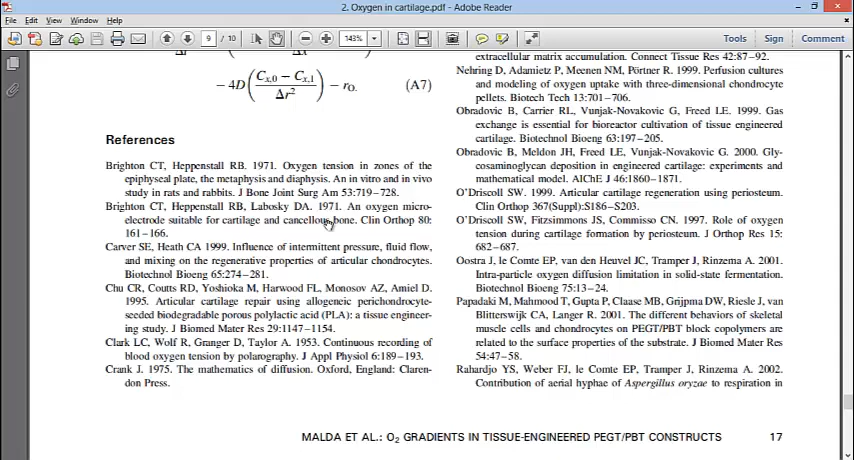 2. Oxygen in cartilage.pdf - Adobe Reader
File Edit View Window Help
9 / 10
143%
Tools Sign Comment
− 4D(Cx,0 − Cx,1 / Δr²) − rO. (A7)
References
Brighton CT, Heppenstall RB. 1971. Oxygen tension in zones of the
epiphyseal plate, the metaphysis and diaphysis. An in vitro and in vivo
study in rats and rabbits. J Bone Joint Surg Am 53:719–728.
Brighton CT, Heppenstall RB, Labosky DA. 1971. An oxygen micro-
electrode suitable for cartilage and cancellous bone. Clin Orthop 80:
161–166.
Carver SE, Heath CA 1999. Influence of intermittent pressure, fluid flow,
and mixing on the regenerative properties of articular chondrocytes.
Biotechnol Bioeng 65:274–281.
Chu CR, Coutts RD, Yoshioka M, Harwood FL, Monosov AZ, Amiel D.
1995. Articular cartilage repair using allogeneic perichondrocyte-
seeded biodegradable porous polylactic acid (PLA): a tissue engineer-
ing study. J Biomed Mater Res 29:1147–1154.
Clark LC, Wolf R, Granger D, Taylor A. 1953. Continuous recording of
blood oxygen tension by polarography. J Appl Physiol 6:189–193.
Crank J. 1975. The mathematics of diffusion. Oxford, England: Claren-
don Press.
extracellular matrix accumulation. Connect Tissue Res 42:87–92.
Nehring D, Adamietz P, Meenen NM, Pörtner R. 1999. Perfusion cultures
and modeling of oxygen uptake with three-dimensional chondrocyte
pellets. Biotech Tech 13:701–706.
Obradovic B, Carrier RL, Vunjak-Novakovic G, Freed LE. 1999. Gas
exchange is essential for bioreactor cultivation of tissue engineered
cartilage. Biotechnol Bioeng 63:197–205.
Obradovic B, Meldon JH, Freed LE, Vunjak-Novakovic G. 2000. Gly-
cosaminoglycan deposition in engineered cartilage: experiments and
mathematical model. AIChE J 46:1860–1871.
O'Driscoll SW. 1999. Articular cartilage regeneration using periosteum.
Clin Orthop 367(Suppl):S186–S203.
O'Driscoll SW, Fitzsimmons JS, Commisso CN. 1997. Role of oxygen
tension during cartilage formation by periosteum. J Orthop Res 15:
682–687.
Oostra J, le Comte EP, van den Heuvel JC, Tramper J, Rinzema A. 2001.
Intra-particle oxygen diffusion limitation in solid-state fermentation.
Biotechnol Bioeng 75:13–24.
Papadaki M, Mahmood T, Gupta P, Claase MB, Grijpma DW, Riesle J, van
Blitterswijk CA, Langer R. 2001. The different behaviors of skeletal
muscle cells and chondrocytes on PEGT/PBT block copolymers are
related to the surface properties of the substrate. J Biomed Mater Res
54:47–58.
Rahardjo YS, Weber FJ, le Comte EP, Tramper J, Rinzema A. 2002.
Contribution of aerial hyphae of Aspergillus oryzae to respiration in
MALDA ET AL.: O2 GRADIENTS IN TISSUE-ENGINEERED PEGT/PBT CONSTRUCTS 17